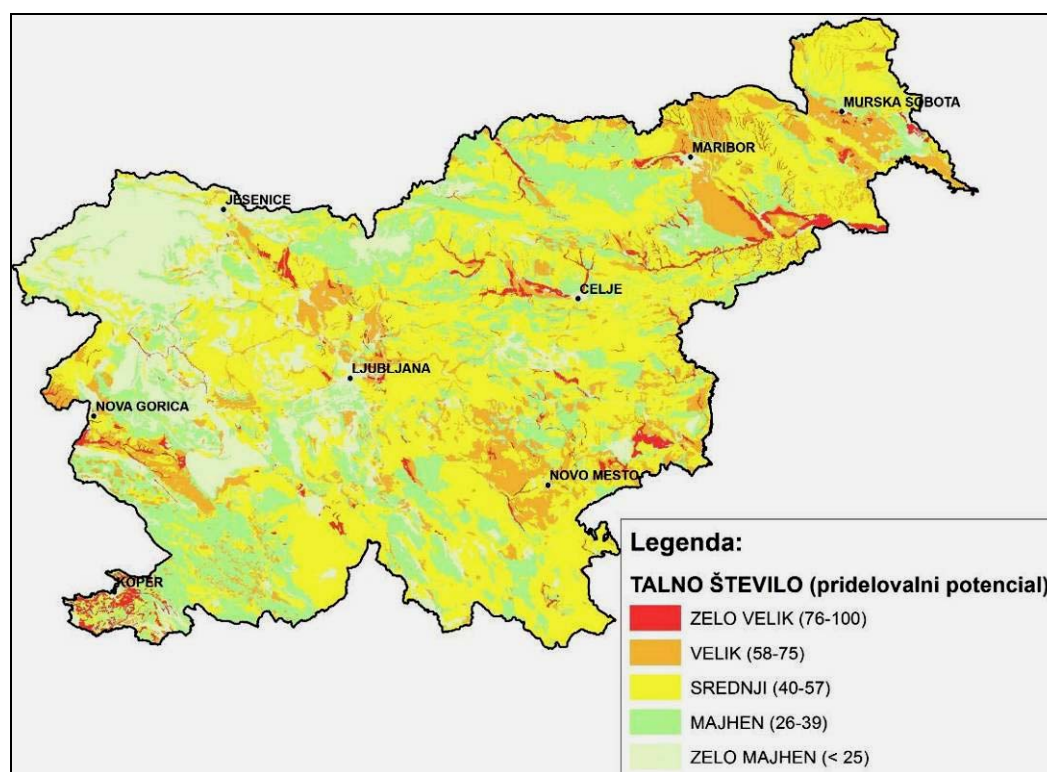 MURSKA SOBOTA
MARIBOR
JESENICE
CELJE
LJUBLJANA
NOVA GORICA
NOVO MESTO
KOPER
Legenda:
TALNO ŠTEVILO (pridelovalni potencial)
ZELO VELIK (76-100)
VELIK (58-75)
SREDNJI (40-57)
MAJHEN (26-39)
ZELO MAJHEN (< 25)